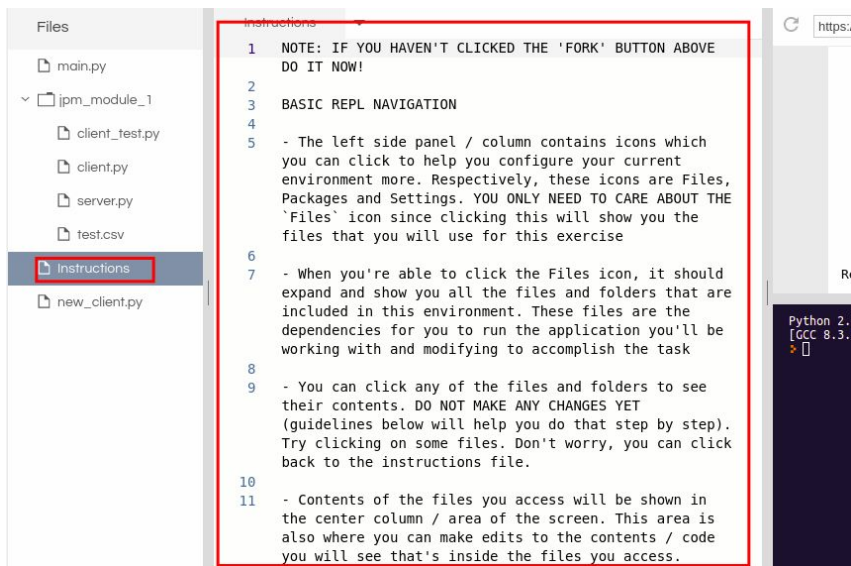 Files
main.py
jpm_module_1
client_test.py
client.py
server.py
test.csv
Instructions
new_client.py
Instructions
1 NOTE: IF YOU HAVEN'T CLICKED THE 'FORK' BUTTON ABOVE
DO IT NOW!
2
3 BASIC REPL NAVIGATION
4
5 - The left side panel / column contains icons which
you can click to help you configure your current
environment more. Respectively, these icons are Files,
Packages and Settings. YOU ONLY NEED TO CARE ABOUT THE
`Files` icon since clicking this will show you the
files that you will use for this exercise
6
7 - When you're able to click the Files icon, it should
expand and show you all the files and folders that are
included in this environment. These files are the
dependencies for you to run the application you'll be
working with and modifying to accomplish the task
8
9 - You can click any of the files and folders to see
their contents. DO NOT MAKE ANY CHANGES YET
(guidelines below will help you do that step by step).
Try clicking on some files. Don't worry, you can click
back to the instructions file.
10
11 - Contents of the files you access will be shown in
the center column / area of the screen. This area is
also where you can make edits to the contents / code
you will see that's inside the files you access.
https:/
Re
Python 2.
[GCC 8.3.